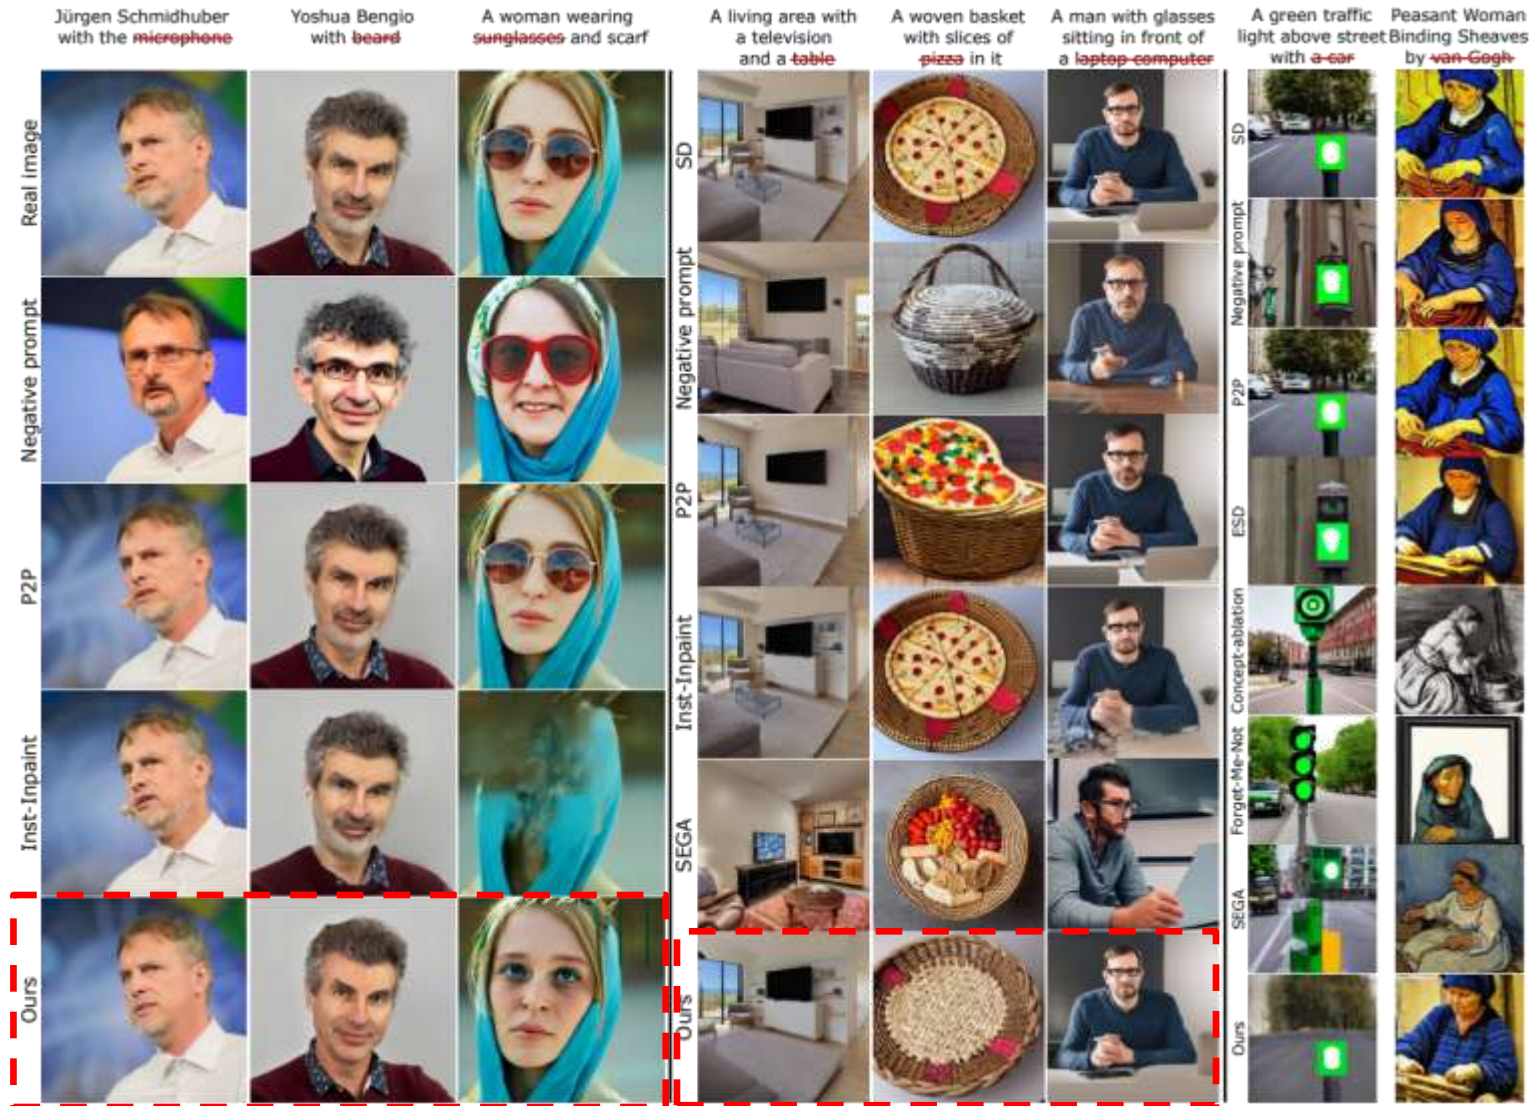 Jürgen Schmidhuber
with the microphone
Yoshua Bengio
with beard
A woman wearing
sunglasses and scarf
A living area with
a television
and a table
A woven basket
with slices of
pizza in it
A man with glasses
sitting in front of
a laptop computer
A green traffic
light above street
with a car
Peasant Woman
Binding Sheaves
by van Gogh
Real image
Negative prompt
P2P
Inst-Inpaint
Ours
SD
Negative prompt
P2P
Inst-Inpaint
SEGA
Ours
SD
Negative prompt
P2P
ESD
Concept-ablation
Forget-Me-Not
SEGA
Ours